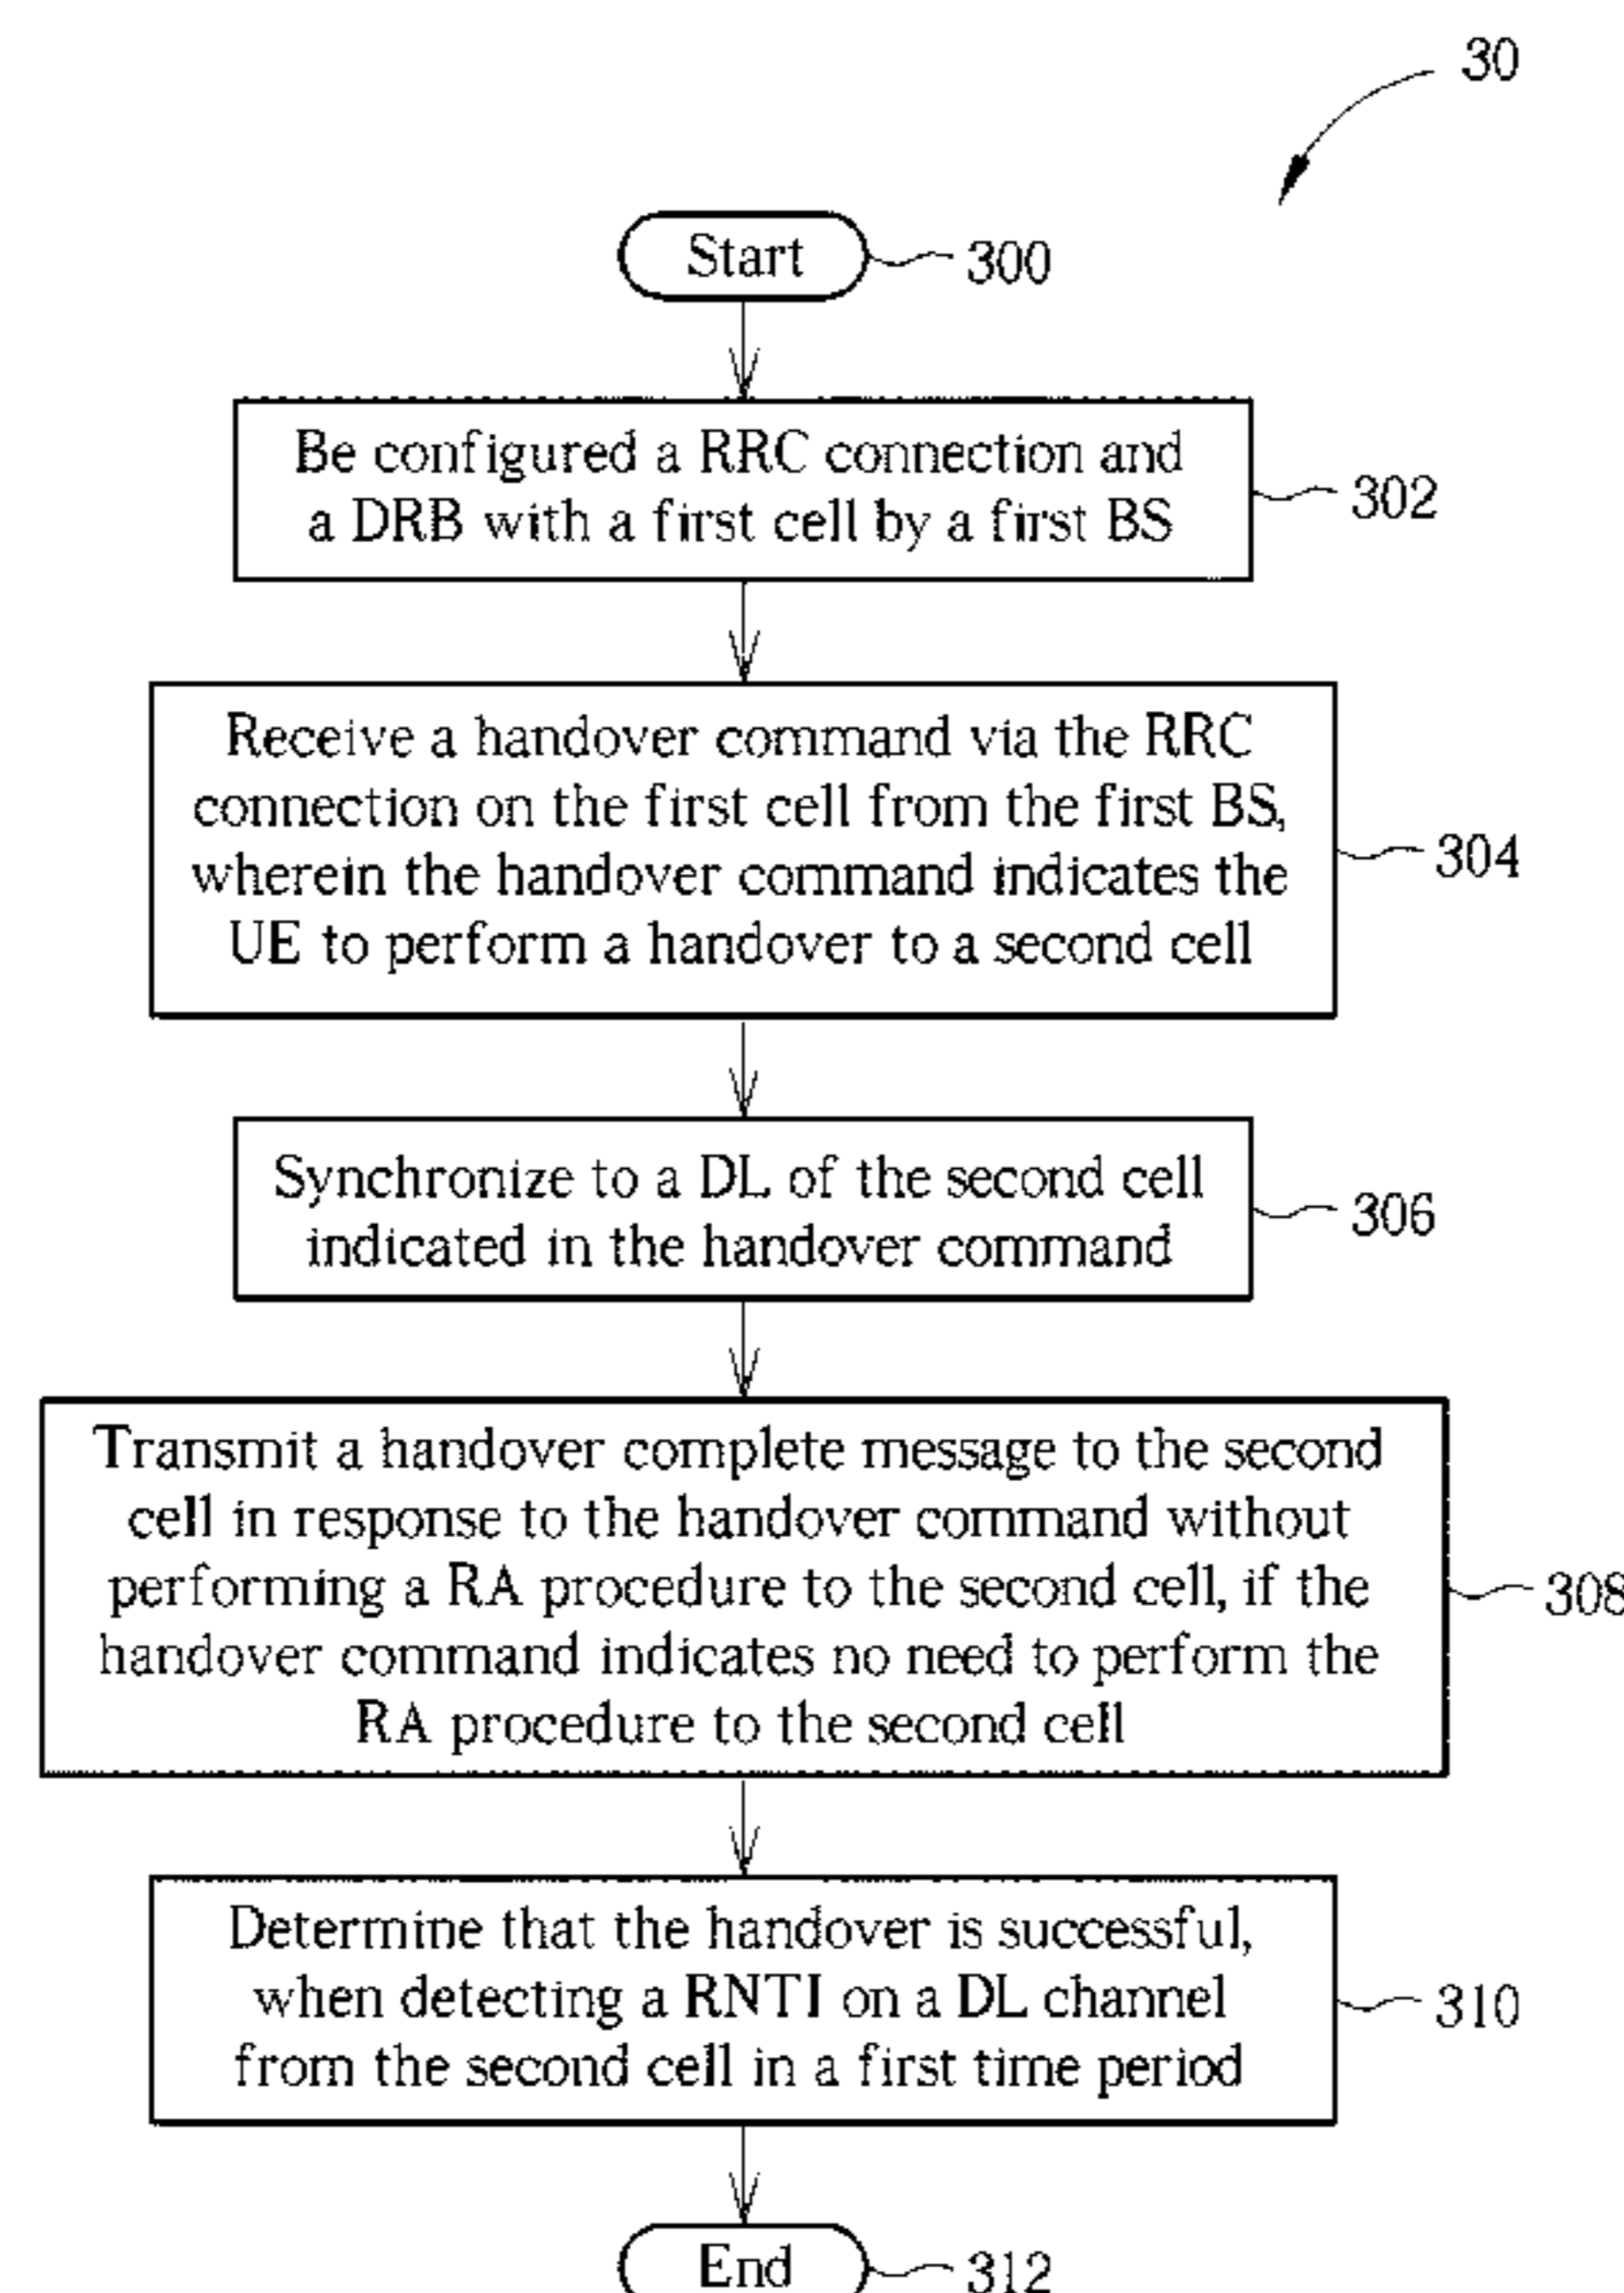 30
Start
300
Be configured a RRC connection and
a DRB with a first cell by a first BS
302
Receive a handover command via the RRC
connection on the first cell from the first BS,
wherein the handover command indicates the
UE to perform a handover to a second cell
304
Synchronize to a DL of the second cell
indicated in the handover command
306
Transmit a handover complete message to the second
cell in response to the handover command without
performing a RA procedure to the second cell, if the
handover command indicates no need to perform the
RA procedure to the second cell
308
Determine that the handover is successful,
when detecting a RNTI on a DL channel
from the second cell in a first time period
310
End
312